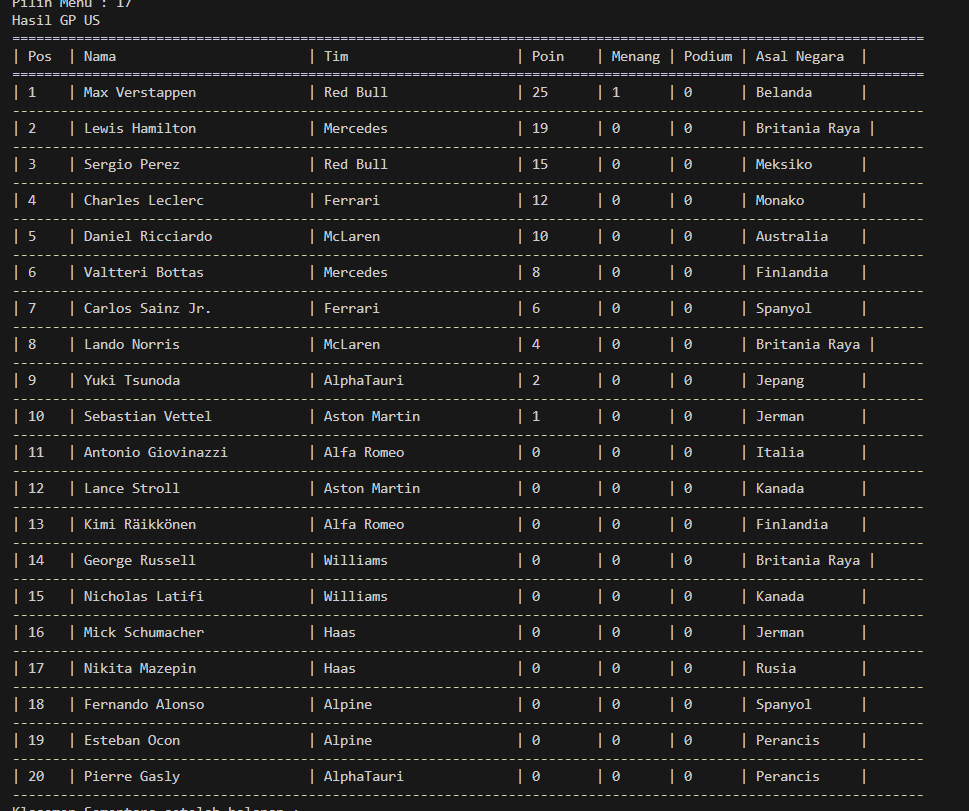 Pilih Menu : 17
Hasil GP US
==================================================================================================================
| Pos  | Nama                        | Tim                     | Poin    | Menang | Podium | Asal Negara  |
==================================================================================================================
| 1    | Max Verstappen              | Red Bull                | 25      | 1      | 0      | Belanda      |
------------------------------------------------------------------------------------------------------------------
| 2    | Lewis Hamilton              | Mercedes                | 19      | 0      | 0      | Britania Raya |
------------------------------------------------------------------------------------------------------------------
| 3    | Sergio Perez                | Red Bull                | 15      | 0      | 0      | Meksiko      |
------------------------------------------------------------------------------------------------------------------
| 4    | Charles Leclerc             | Ferrari                 | 12      | 0      | 0      | Monako       |
------------------------------------------------------------------------------------------------------------------
| 5    | Daniel Ricciardo            | McLaren                 | 10      | 0      | 0      | Australia    |
------------------------------------------------------------------------------------------------------------------
| 6    | Valtteri Bottas             | Mercedes                | 8       | 0      | 0      | Finlandia    |
------------------------------------------------------------------------------------------------------------------
| 7    | Carlos Sainz Jr.            | Ferrari                 | 6       | 0      | 0      | Spanyol      |
------------------------------------------------------------------------------------------------------------------
| 8    | Lando Norris                | McLaren                 | 4       | 0      | 0      | Britania Raya |
------------------------------------------------------------------------------------------------------------------
| 9    | Yuki Tsunoda                | AlphaTauri              | 2       | 0      | 0      | Jepang       |
------------------------------------------------------------------------------------------------------------------
| 10   | Sebastian Vettel            | Aston Martin            | 1       | 0      | 0      | Jerman       |
------------------------------------------------------------------------------------------------------------------
| 11   | Antonio Giovinazzi          | Alfa Romeo              | 0       | 0      | 0      | Italia       |
------------------------------------------------------------------------------------------------------------------
| 12   | Lance Stroll                | Aston Martin            | 0       | 0      | 0      | Kanada       |
------------------------------------------------------------------------------------------------------------------
| 13   | Kimi Räikkönen              | Alfa Romeo              | 0       | 0      | 0      | Finlandia    |
------------------------------------------------------------------------------------------------------------------
| 14   | George Russell              | Williams                | 0       | 0      | 0      | Britania Raya |
------------------------------------------------------------------------------------------------------------------
| 15   | Nicholas Latifi             | Williams                | 0       | 0      | 0      | Kanada       |
------------------------------------------------------------------------------------------------------------------
| 16   | Mick Schumacher             | Haas                    | 0       | 0      | 0      | Jerman       |
------------------------------------------------------------------------------------------------------------------
| 17   | Nikita Mazepin              | Haas                    | 0       | 0      | 0      | Rusia        |
------------------------------------------------------------------------------------------------------------------
| 18   | Fernando Alonso             | Alpine                  | 0       | 0      | 0      | Spanyol      |
------------------------------------------------------------------------------------------------------------------
| 19   | Esteban Ocon                | Alpine                  | 0       | 0      | 0      | Perancis     |
------------------------------------------------------------------------------------------------------------------
| 20   | Pierre Gasly                | AlphaTauri              | 0       | 0      | 0      | Perancis     |
------------------------------------------------------------------------------------------------------------------
Klasemen Sementara setelah balapan :